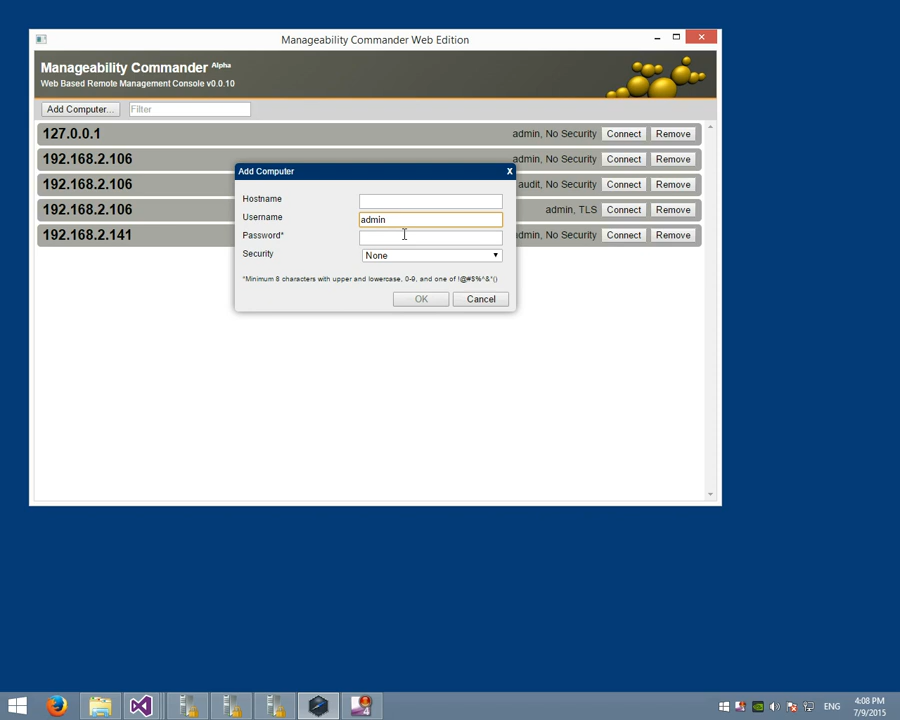 Manageability Commander Web Edition
Manageability Commander Alpha
Web Based Remote Management Console v0.0.10
Add Computer... Filter
127.0.0.1 admin, No Security Connect Remove
192.168.2.106 admin, No Security Connect Remove
192.168.2.106 audit, No Security Connect Remove
192.168.2.106 admin, TLS Connect Remove
192.168.2.141 dmin, No Security Connect Remove
Add Computer X
Hostname
Username admin
Password*
Security None
*Minimum 8 characters with upper and lowercase, 0-9, and one of !@#$%^&*()
OK Cancel
ENG
4:08 PM
7/9/2015